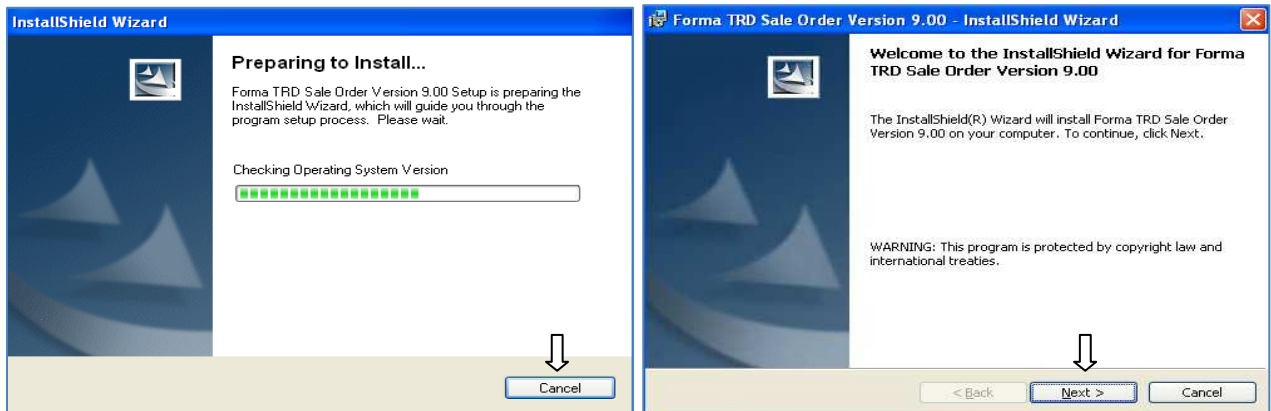 InstallShield Wizard
Preparing to Install...
Forma TRD Sale Order Version 9.00 Setup is preparing the
InstallShield Wizard, which will guide you through the
program setup process. Please wait.
Checking Operating System Version
Cancel
Forma TRD Sale Order Version 9.00 - InstallShield Wizard
Welcome to the InstallShield Wizard for Forma
TRD Sale Order Version 9.00
The InstallShield(R) Wizard will install Forma TRD Sale Order
Version 9.00 on your computer. To continue, click Next.
WARNING: This program is protected by copyright law and
international treaties.
< Back Next > Cancel